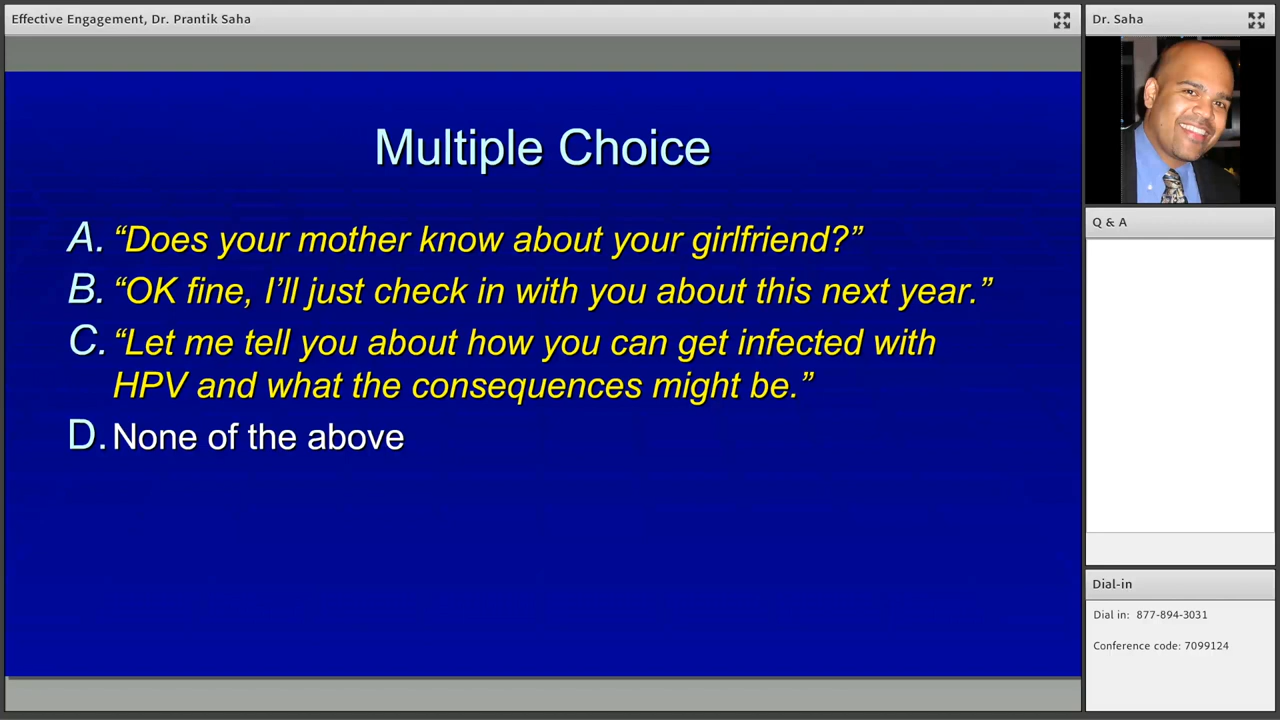 Effective Engagement, Dr. Prantik Saha
Multiple Choice
A. “Does your mother know about your girlfriend?”
B. “OK fine, I’ll just check in with you about this next year.”
C. “Let me tell you about how you can get infected with
HPV and what the consequences might be.”
D. None of the above
Dr. Saha
Q & A
Dial-in
Dial in: 877-894-3031
Conference code: 7099124